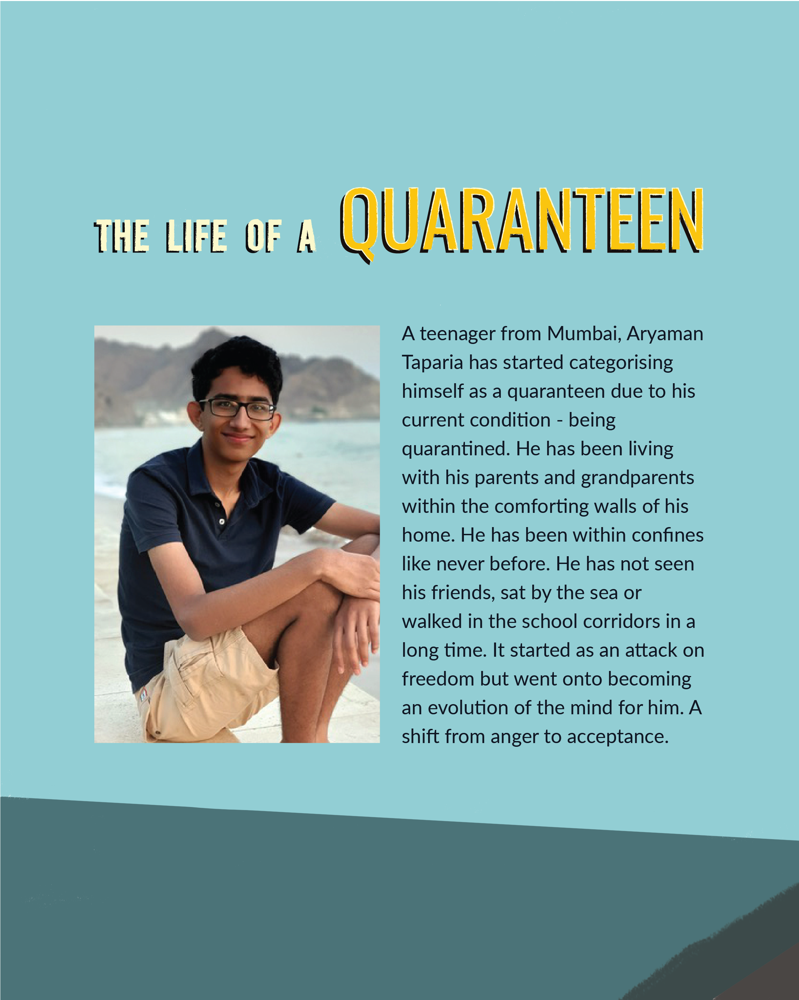 THE LIFE OF A QUARANTEEN
A teenager from Mumbai, Aryaman
Taparia has started categorising
himself as a quaranteen due to his
current condition - being
quarantined. He has been living
with his parents and grandparents
within the comforting walls of his
home. He has been within confines
like never before. He has not seen
his friends, sat by the sea or
walked in the school corridors in a
long time. It started as an attack on
freedom but went onto becoming
an evolution of the mind for him. A
shift from anger to acceptance.